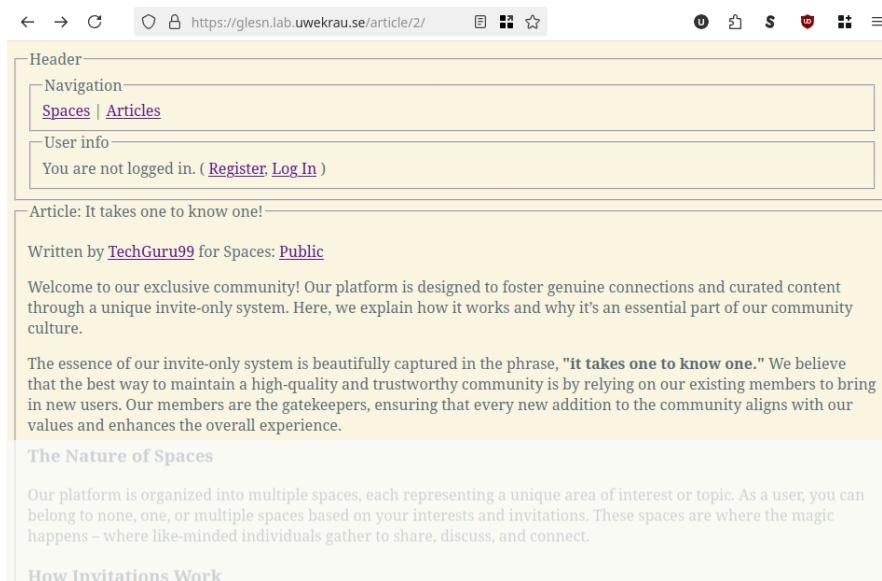 https://glesn.lab.uwekrau.se/article/2/
Header
Navigation
Spaces | Articles
User info
You are not logged in. ( Register, Log In )
Article: It takes one to know one!
Written by TechGuru99 for Spaces: Public
Welcome to our exclusive community! Our platform is designed to foster genuine connections and curated content
through a unique invite-only system. Here, we explain how it works and why it’s an essential part of our community
culture.
The essence of our invite-only system is beautifully captured in the phrase, "it takes one to know one." We believe
that the best way to maintain a high-quality and trustworthy community is by relying on our existing members to bring
in new users. Our members are the gatekeepers, ensuring that every new addition to the community aligns with our
values and enhances the overall experience.
The Nature of Spaces
Our platform is organized into multiple spaces, each representing a unique area of interest or topic. As a user, you can
belong to none, one, or multiple spaces based on your interests and invitations. These spaces are where the magic
happens – where like-minded individuals gather to share, discuss, and connect.
How Invitations Work